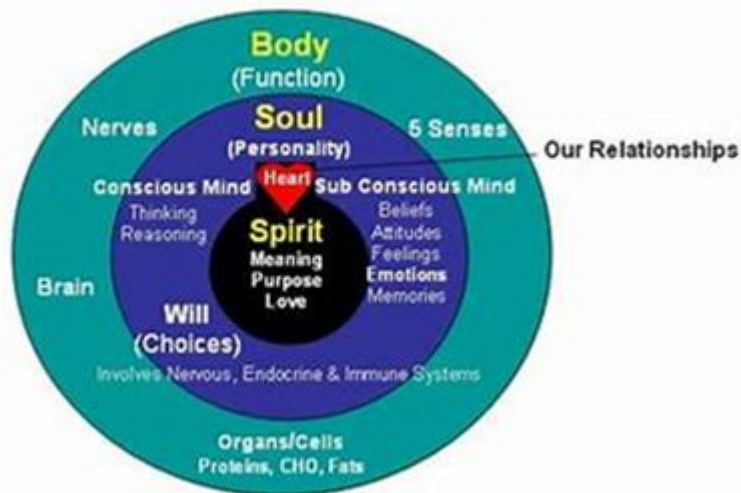 Body
(Function)
Nerves
Soul
5 Senses
(Personality)
Our Relationships
Heart
Conscious Mind
Sub Conscious Mind
Thinking
Reasoning
Beliefs
Attitudes
Feelings
Emotions
Memories
Spirit
Meaning
Purpose
Love
Brain
Will
(Choices)
Involves Nervous, Endocrine & Immune Systems
Organs/Cells
Proteins, CHO, Fats